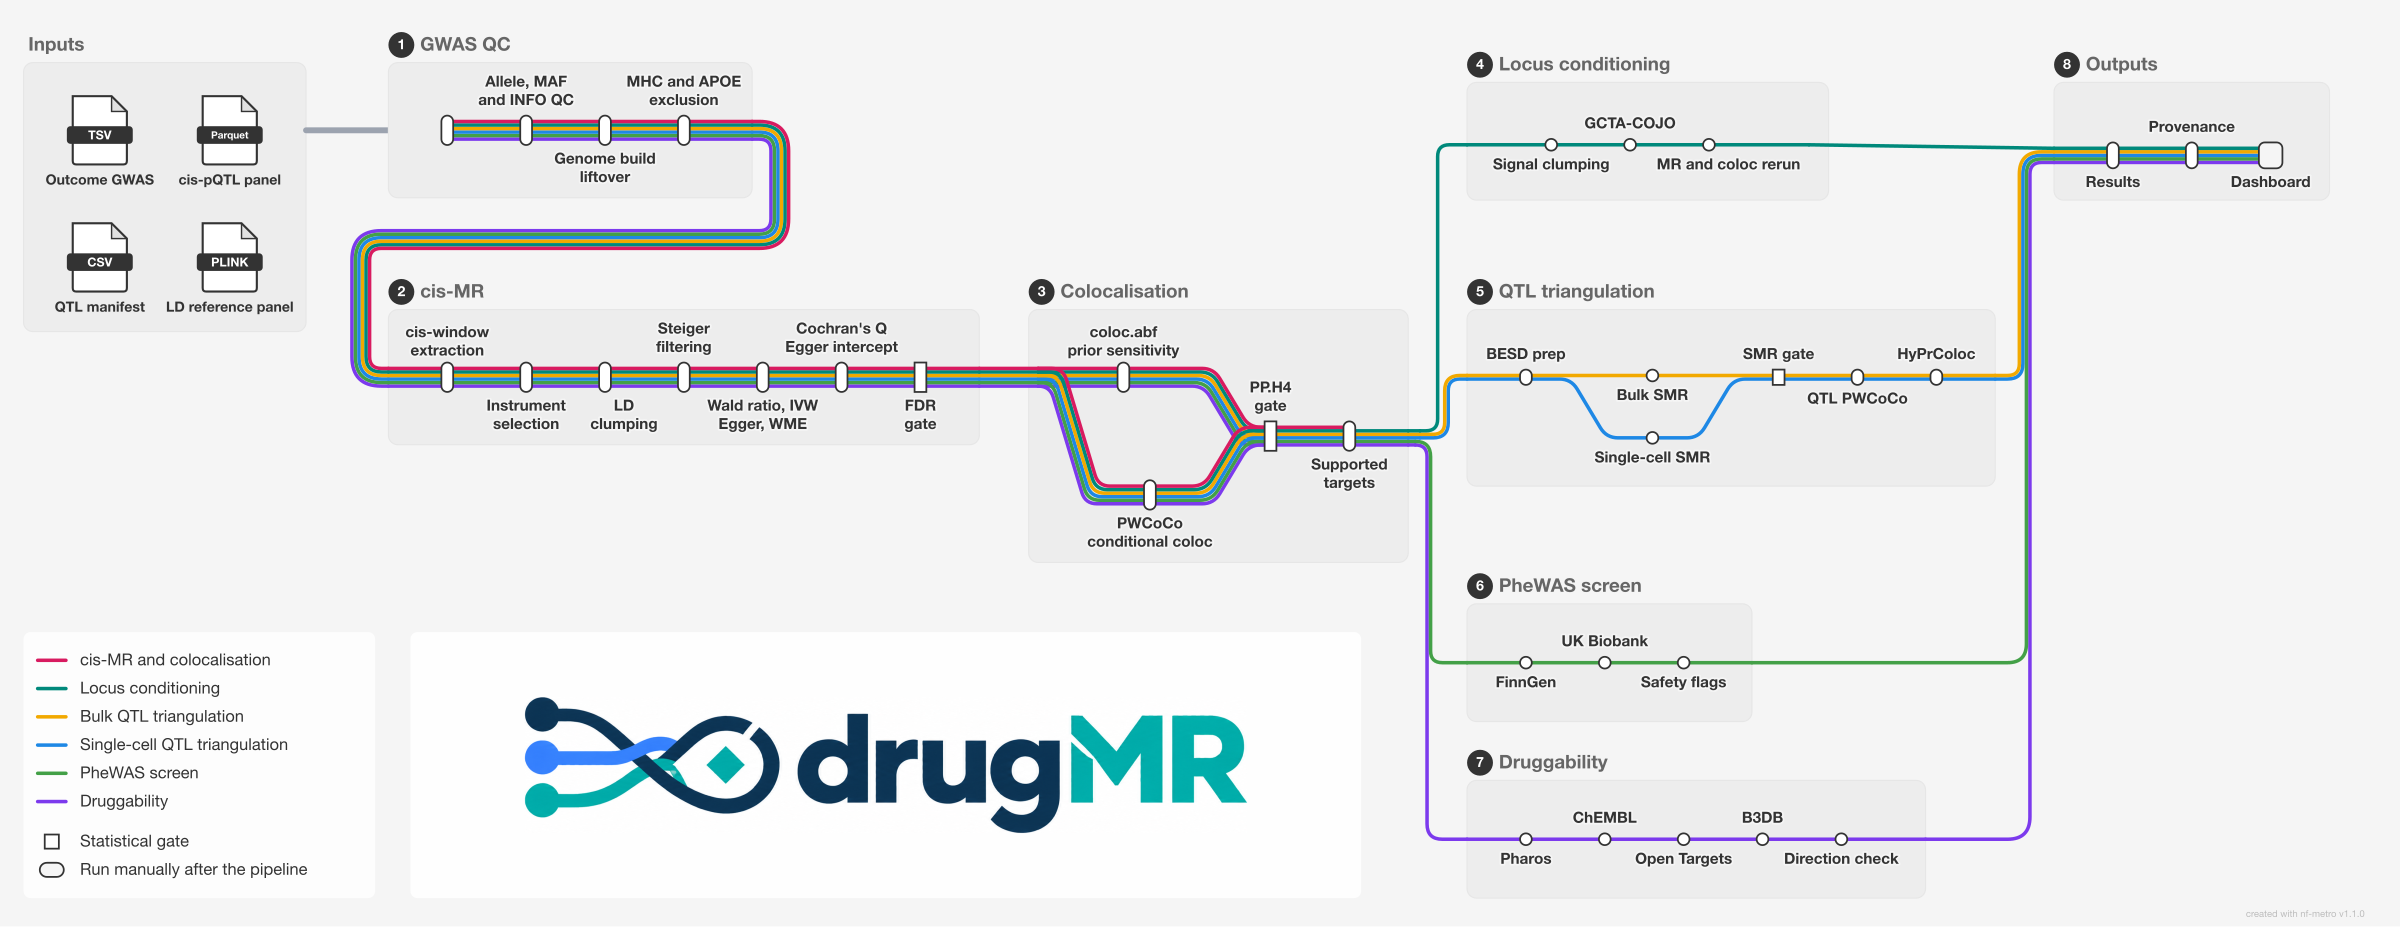 Inputs
TSV
Outcome GWAS
Parquet
cis-pQTL panel
CSV
QTL manifest
PLINK
LD reference panel
1 GWAS QC
Allele, MAF
and INFO QC
Genome build
liftover
MHC and APOE
exclusion
2 cis-MR
cis-window
extraction
Instrument
selection
LD
clumping
Steiger
filtering
Wald ratio, IVW
Egger, WME
Cochran's Q
Egger intercept
FDR
gate
3 Colocalisation
coloc.abf
prior sensitivity
PWCoCo
conditional coloc
PP.H4
gate
Supported
targets
4 Locus conditioning
Signal clumping
GCTA-COJO
MR and coloc rerun
5 QTL triangulation
BESD prep
Bulk SMR
Single-cell SMR
SMR gate
QTL PWCoCo
HyPrColoc
6 PheWAS screen
FinnGen
UK Biobank
Safety flags
7 Druggability
Pharos
ChEMBL
Open Targets
B3DB
Direction check
8 Outputs
Results
Provenance
Dashboard
cis-MR and colocalisation
Locus conditioning
Bulk QTL triangulation
Single-cell QTL triangulation
PheWAS screen
Druggability
Statistical gate
Run manually after the pipeline
drugMR
created with nf-metro v1.1.0